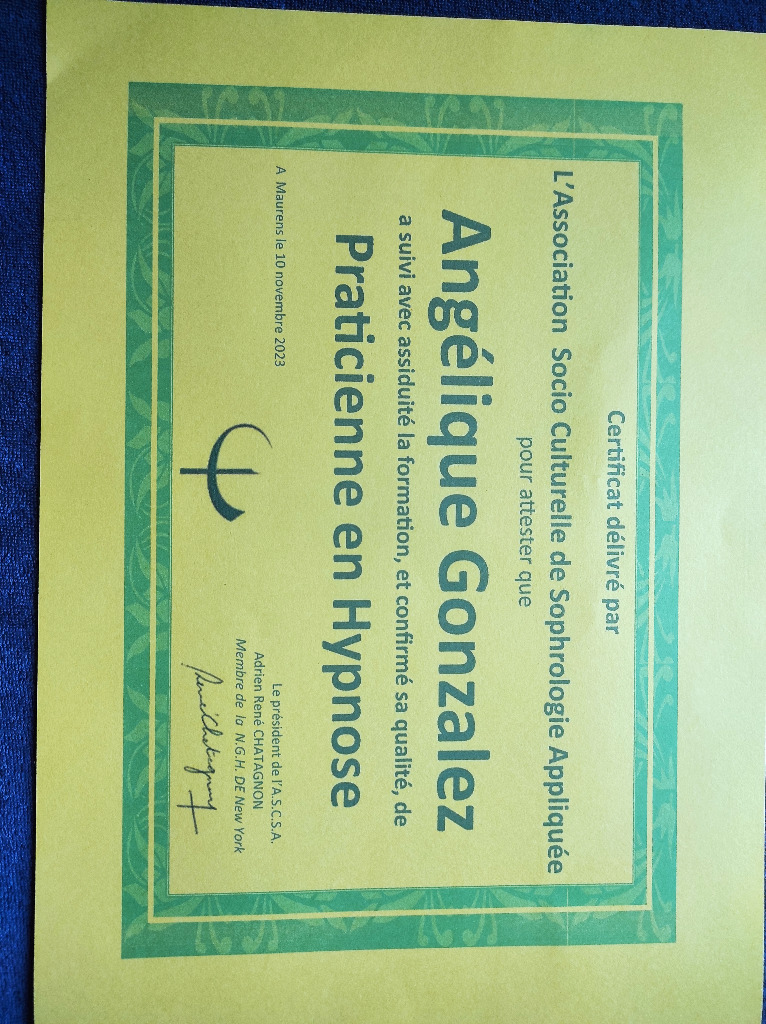 Certificat délivré par
L'Association Socio Culturelle de Sophrologie Appliquée
pour attester que
Angélique Gonzalez
a suivi avec assiduité la formation, et confirmé sa qualité, de
Praticienne en Hypnose
A Maurens le 10 novembre 2023
Le président de l'A.S.C.S.A.
Adrien René CHATAGNON
Membre de la N.G.H. DE New York